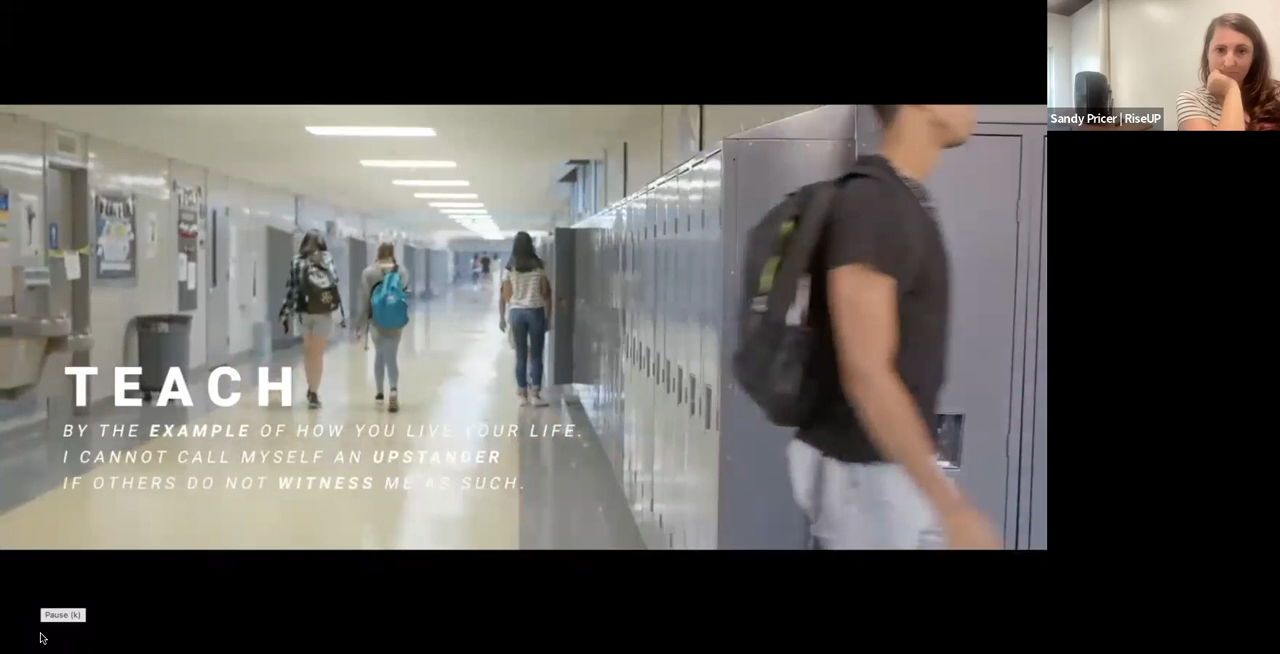 Sandy Pricer | RiseUP
TEACH
BY THE EXAMPLE OF HOW YOU LIVE YOUR LIFE.
I CANNOT CALL MYSELF AN UPSTANDER
IF OTHERS DO NOT WITNESS ME AS SUCH.
Pause (k)